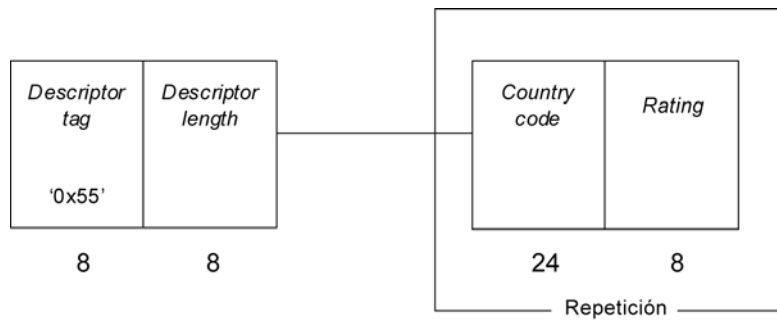 Descriptor
tag
Descriptor
length
Country
code
Rating
‘0x55’
8
8
24
8
Repetición